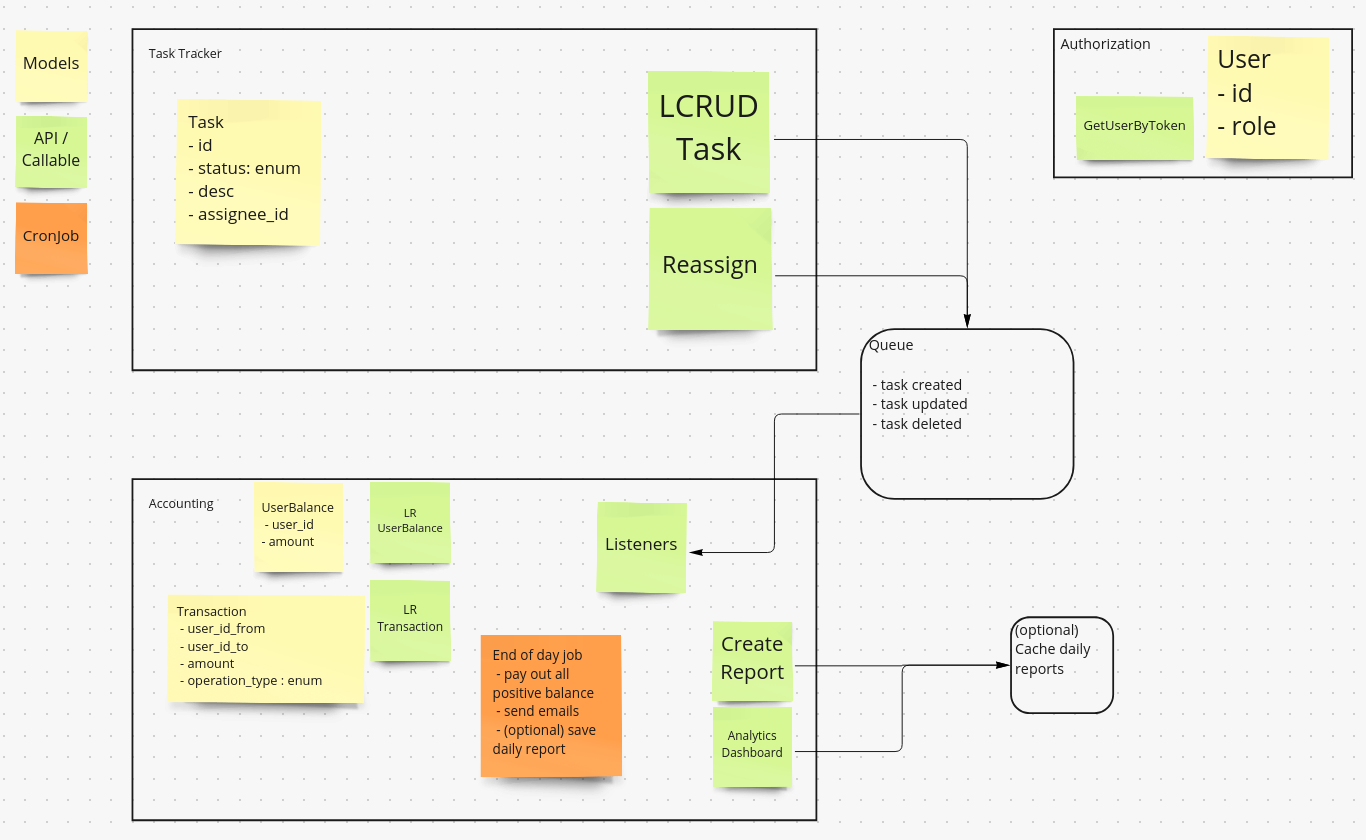 Models
API /
Callable
CronJob
Task Tracker
Task
- id
- status: enum
- desc
- assignee_id
LCRUD
Task
Reassign
Authorization
GetUserByToken
User
- id
- role
Queue
- task created
- task updated
- task deleted
Accounting
UserBalance
- user_id
- amount
LR
UserBalance
Transaction
- user_id_from
- user_id_to
- amount
- operation_type : enum
LR
Transaction
End of day job
- pay out all
positive balance
- send emails
- (optional) save
daily report
Listeners
Create
Report
Analytics
Dashboard
(optional)
Cache daily
reports